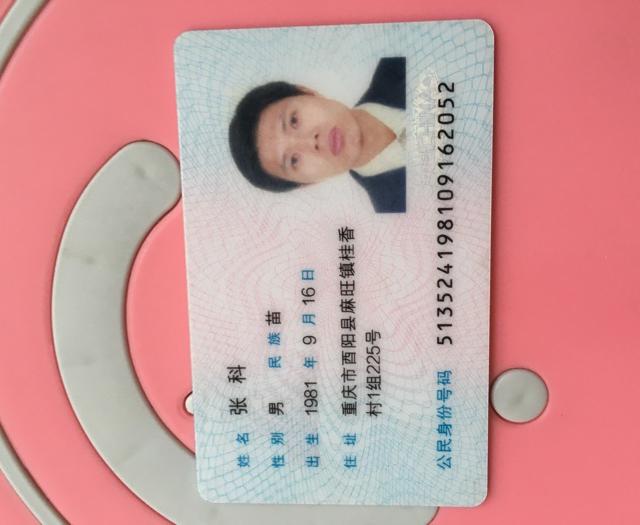 姓名 张科
性别 男 民族 苗
出生 1981 年 9 月 16 日
住址 重庆市酉阳县麻旺镇桂香
村1组225号
公民身份号码 513524198109162052